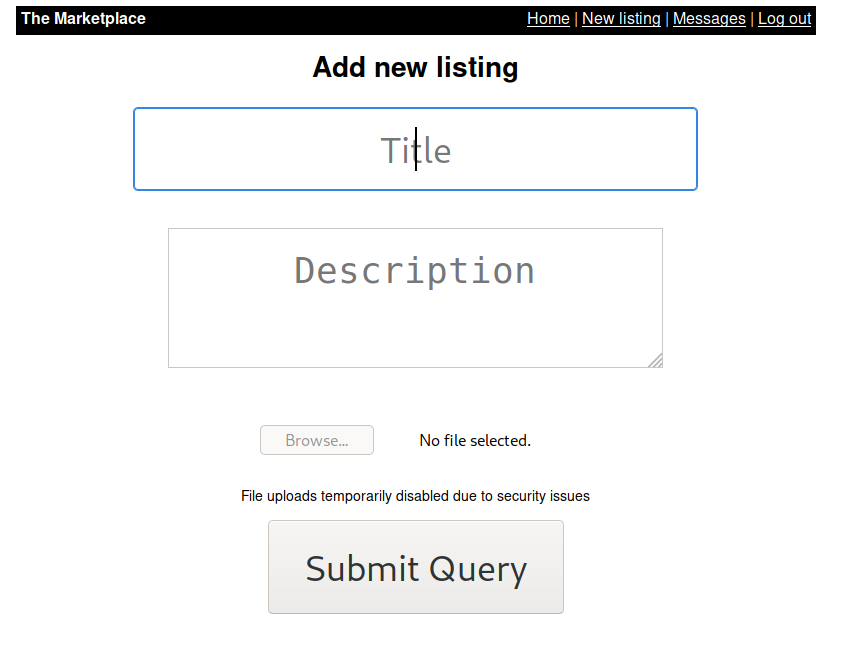 The Marketplace
Home | New listing | Messages | Log out
Add new listing
Title
Description
Browse...
No file selected.
File uploads temporarily disabled due to security issues
Submit Query